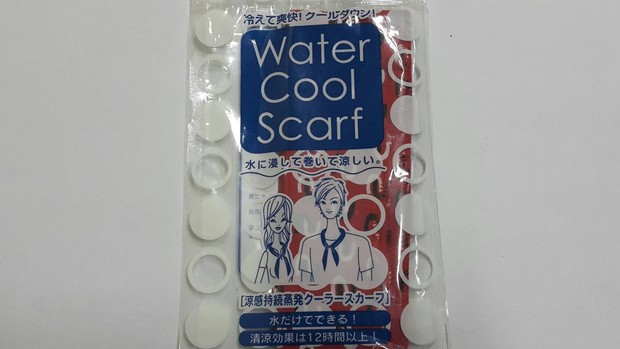 冷えて爽快!クールダウン!
Water
Cool
Scarf
水に浸して巻いて涼しい。
[涼感持続蒸発クーラースカーフ]
水だけでできる!
清涼効果は12時間以上!